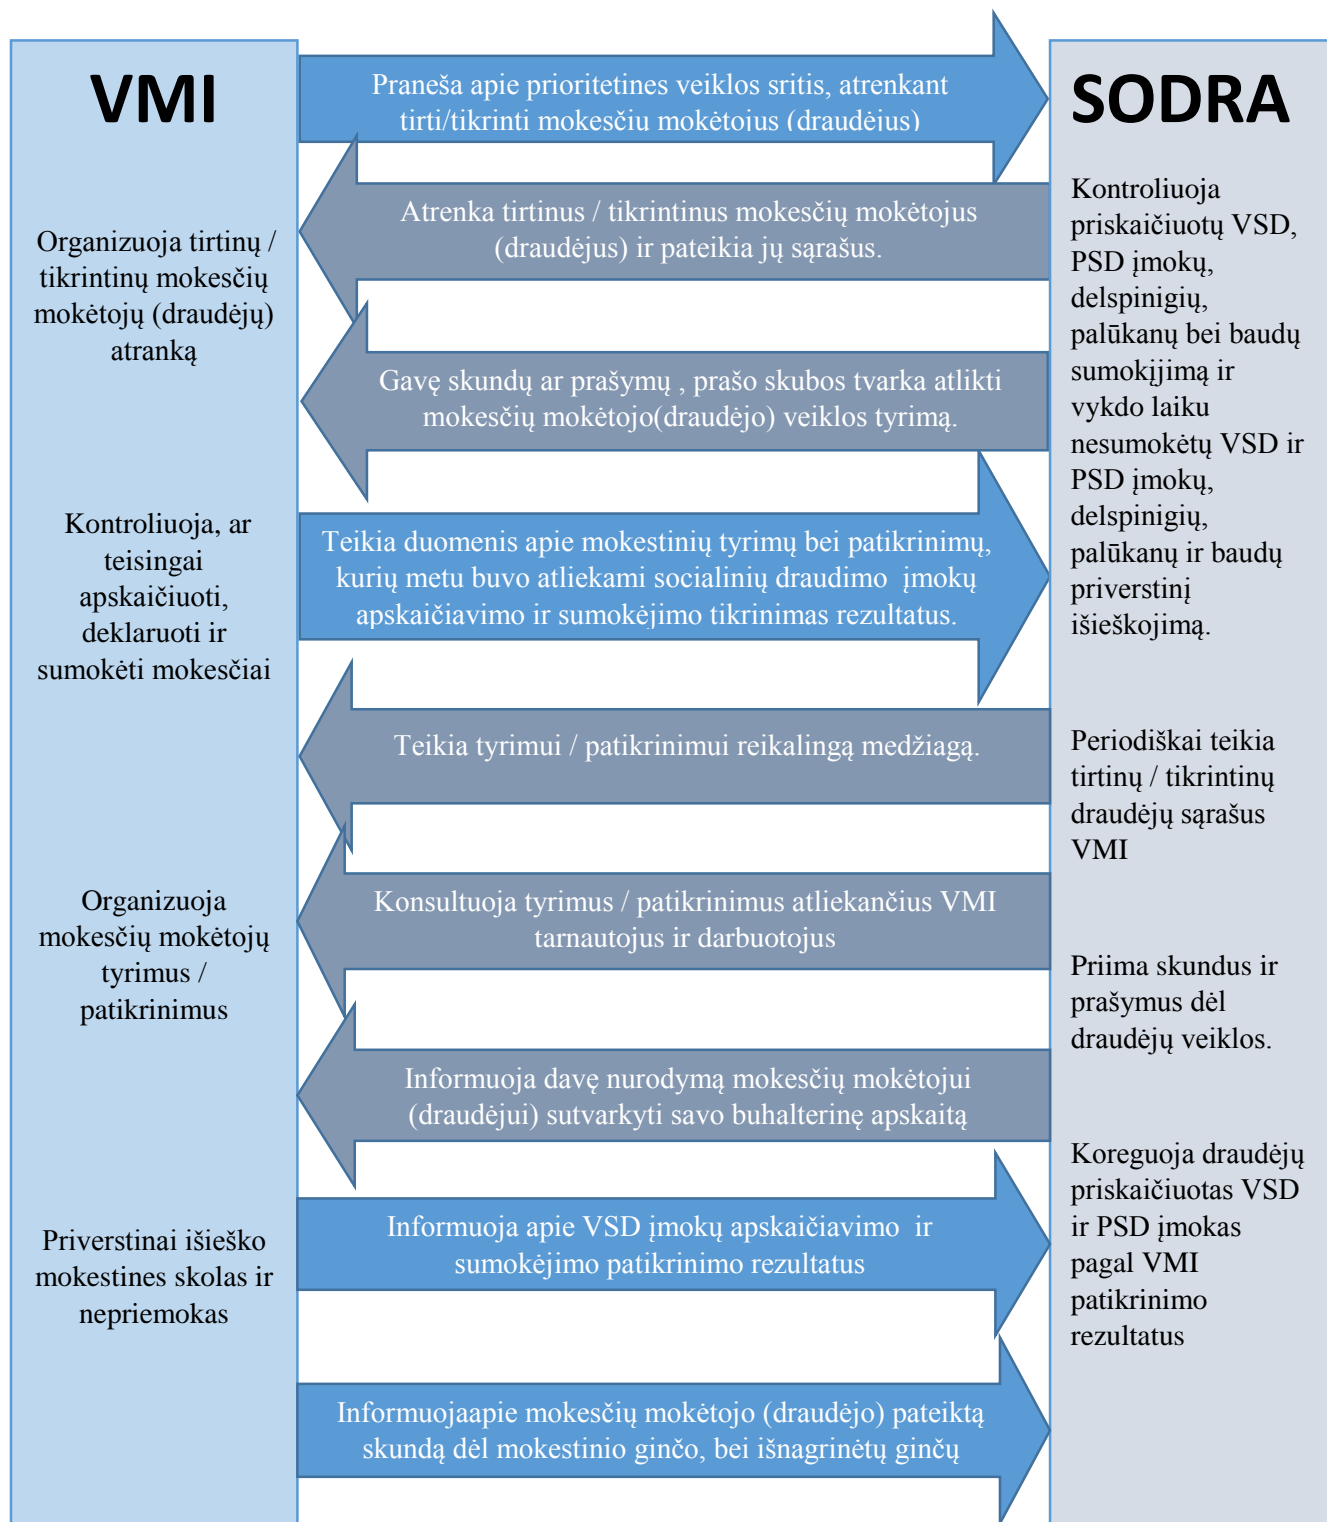 VMI
Organizuoja tirtinų /
tikrintinų mokesčių
mokėtojų (draudėjų)
atranką
Kontroliuoja, ar
teisingai
apskaičiuoti,
deklaruoti ir
sumokėti mokesčiai
Organizuoja
mokesčių mokėtojų
tyrimus /
patikrinimus
Priverstinai išieško
mokestines skolas ir
nepriemokas
Praneša apie prioritetines veiklos sritis, atrenkant
tirti/tikrinti mokesčiu mokėtojus (draudėjus)
Atrenka tirtinus / tikrintinus mokesčių mokėtojus
(draudėjus) ir pateikia jų sąrašus.
Gavę skundų ar prašymų , prašo skubos tvarka atlikti
mokesčių mokėtojo(draudėjo) veiklos tyrimą.
Teikia duomenis apie mokestinių tyrimų bei patikrinimų,
kurių metu buvo atliekami socialinių draudimo  įmokų
apskaičiavimo ir sumokėjimo tikrinimas rezultatus.
Teikia tyrimui / patikrinimui reikalingą medžiagą.
Konsultuoja tyrimus / patikrinimus atliekančius VMI
tarnautojus ir darbuotojus
Informuoja davę nurodymą mokesčių mokėtojui
(draudėjui) sutvarkyti savo buhalterinę apskaitą
Informuoja apie VSD įmokų apskaičiavimo  ir
sumokėjimo patikrinimo rezultatus
Informuojaapie mokesčių mokėtojo (draudėjo) pateiktą
skundą dėl mokestinio ginčo, bei išnagrinėtų ginčų
SODRA
Kontroliuoja
priskaičiuotų VSD,
PSD įmokų,
delspinigių,
palūkanų bei baudų
sumokįjimą ir
vykdo laiku
nesumokėtų VSD ir
PSD įmokų,
delspinigių,
palūkanų ir baudų
priverstinį
išieškojimą.
Periodiškai teikia
tirtinų / tikrintinų
draudėjų sąrašus
VMI
Priima skundus ir
prašymus dėl
draudėjų veiklos.
Koreguoja draudėjų
priskaičiuotas VSD
ir PSD įmokas
pagal VMI
patikrinimo
rezultatus